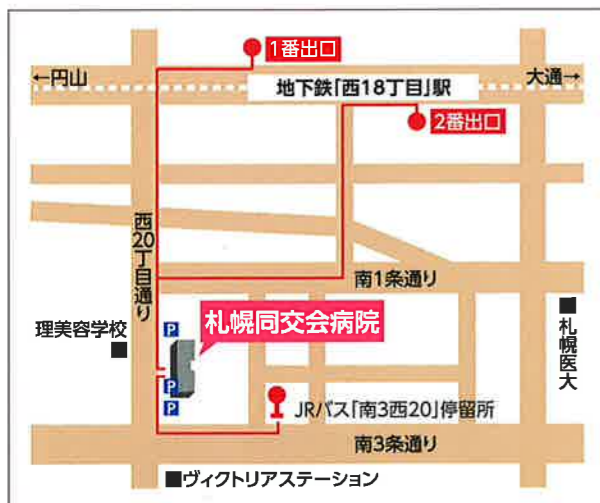 1番出口
←円山
大通→
地下鉄「西18丁目」駅
2番出口
西20丁目通り
南1条通り
札幌同交会病院
理美容学校
■
P
P
P
■
札幌医大
JRバス「南3西20」停留所
南3条通り
■ヴィクトリアステーション